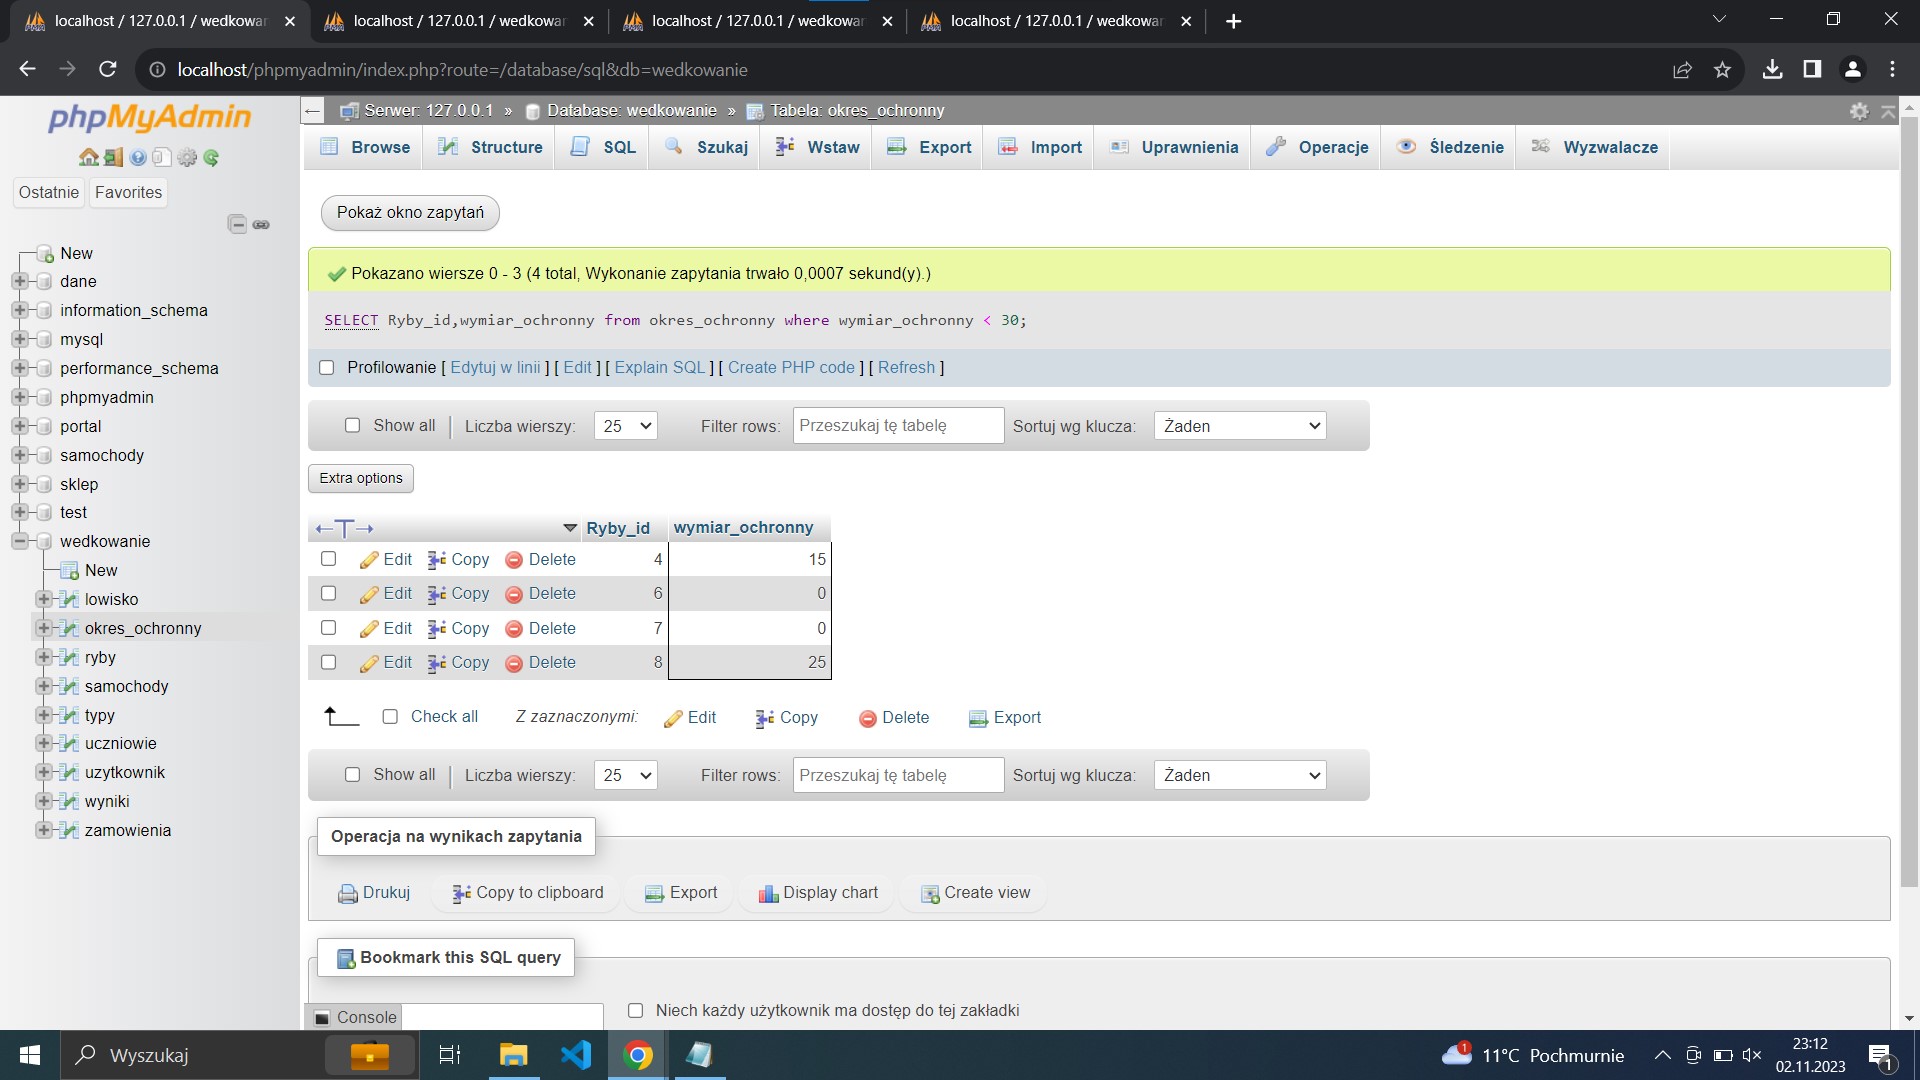 localhost / 127.0.0.1 / wedkowan
localhost / 127.0.0.1 / wedkowan
localhost / 127.0.0.1 / wedkowan
localhost / 127.0.0.1 / wedkowan
localhost/phpmyadmin/index.php?route=/database/sql&db=wedkowanie
phpMyAdmin
Ostatnie Favorites
New
dane
information_schema
mysql
performance_schema
phpmyadmin
portal
samochody
sklep
test
wedkowanie
New
lowisko
okres_ochronny
ryby
samochody
typy
uczniowie
uzytkownik
wyniki
zamowienia
Serwer: 127.0.0.1 » Database: wedkowanie » Tabela: okres_ochronny
Browse Structure SQL Szukaj Wstaw Export Import Uprawnienia Operacje Śledzenie Wyzwalacze
Pokaż okno zapytań
Pokazano wiersze 0 - 3 (4 total, Wykonanie zapytania trwało 0,0007 sekund(y).)
SELECT Ryby_id,wymiar_ochronny from okres_ochronny where wymiar_ochronny < 30;
Profilowanie [ Edytuj w linii ] [ Edit ] [ Explain SQL ] [ Create PHP code ] [ Refresh ]
Show all Liczba wierszy: 25 Filter rows: Przeszukaj tę tabelę Sortuj wg klucza: Żaden
Extra options
Ryby_id wymiar_ochronny
Edit Copy Delete 4 15
Edit Copy Delete 6 0
Edit Copy Delete 7 0
Edit Copy Delete 8 25
Check all Z zaznaczonymi: Edit Copy Delete Export
Show all Liczba wierszy: 25 Filter rows: Przeszukaj tę tabelę Sortuj wg klucza: Żaden
Operacja na wynikach zapytania
Drukuj Copy to clipboard Export Display chart Create view
Bookmark this SQL query
Console
Niech każdy użytkownik ma dostęp do tej zakładki
Wyszukaj
1
11°C Pochmurnie
23:12
02.11.2023
1